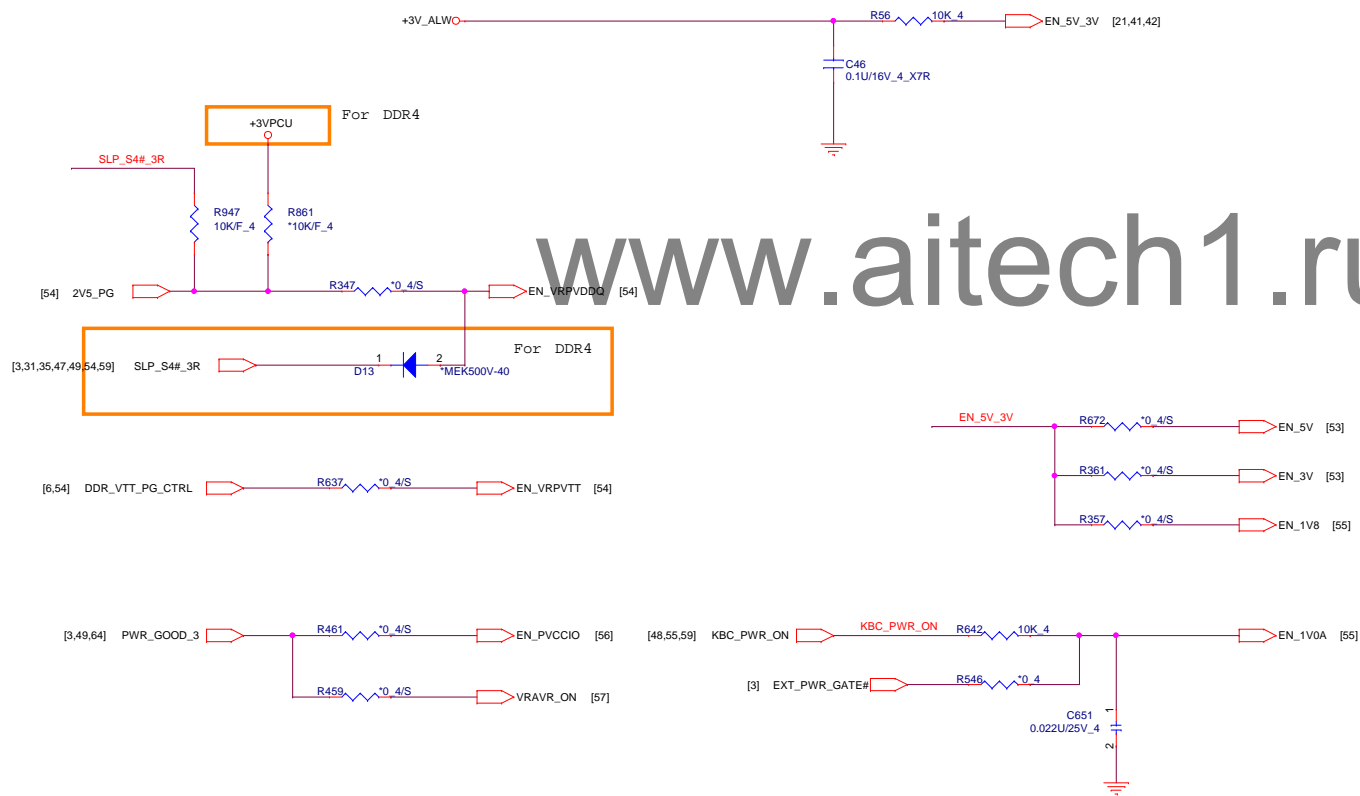 +3V_ALW
R56 10K_4
EN_5V_3V [21,41,42]
C46
0.1U/16V_4_X7R
+3VPCU
For DDR4
SLP_S4#_3R
R947
10K/F_4
R861
*10K/F_4
www.aitech1.ru
[54] 2V5_PG
R347 *0_4/S
EN_VRPVDDQ [54]
For DDR4
[3,31,35,47,49,54,59] SLP_S4#_3R
1 2
D13 *MEK500V-40
EN_5V_3V
R672 *0_4/S
EN_5V [53]
R361 *0_4/S
EN_3V [53]
R357 *0_4/S
EN_1V8 [55]
[6,54] DDR_VTT_PG_CTRL
R637 *0_4/S
EN_VRPVTT [54]
[3,49,64] PWR_GOOD_3
R461 *0_4/S
EN_PVCCIO [56]
R459 *0_4/S
VRAVR_ON [57]
[48,55,59] KBC_PWR_ON
KBC_PWR_ON
R642 10K_4
EN_1V0A [55]
[3] EXT_PWR_GATE#
R546 *0_4
C651
0.022U/25V_4
1
2